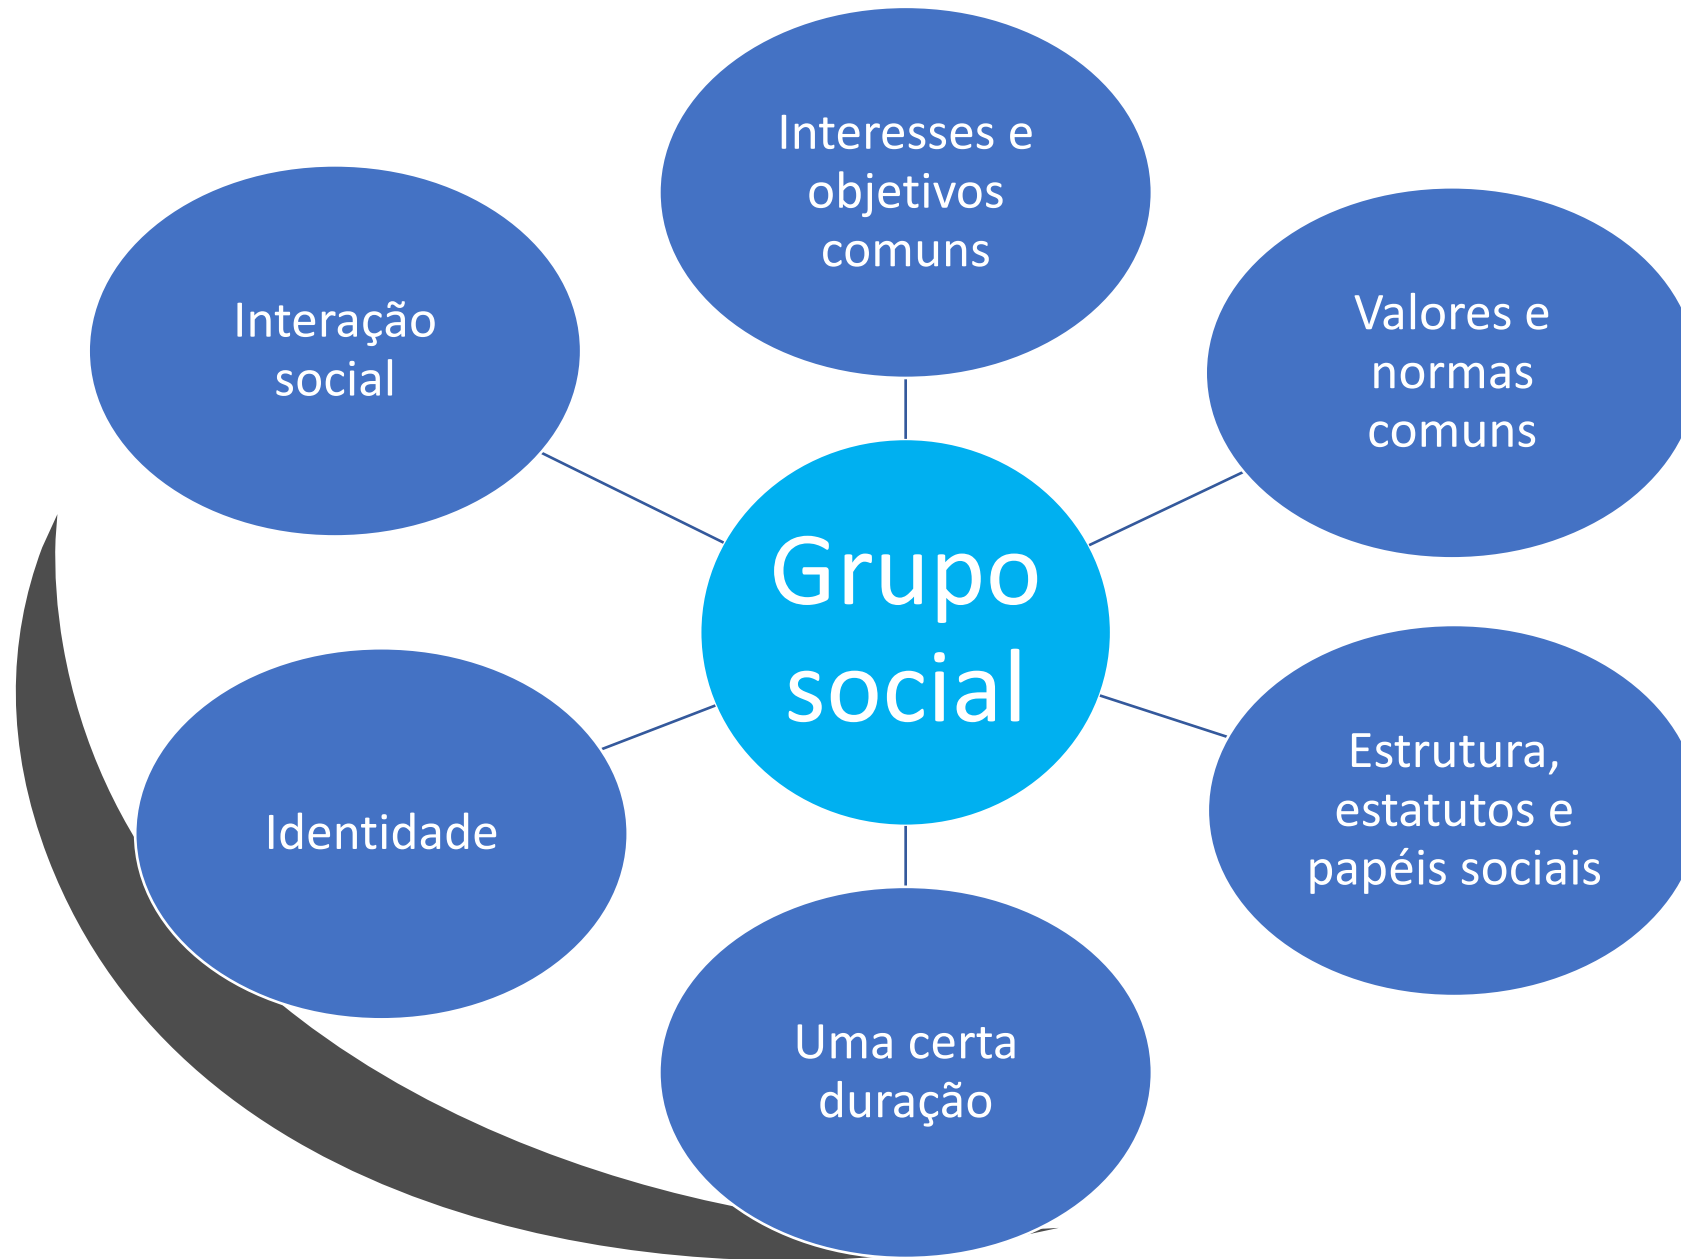 Interesses e
objetivos
comuns
Interação
social
Valores e
normas
comuns
Grupo
social
Estrutura,
estatutos e
papéis sociais
Identidade
Uma certa
duração